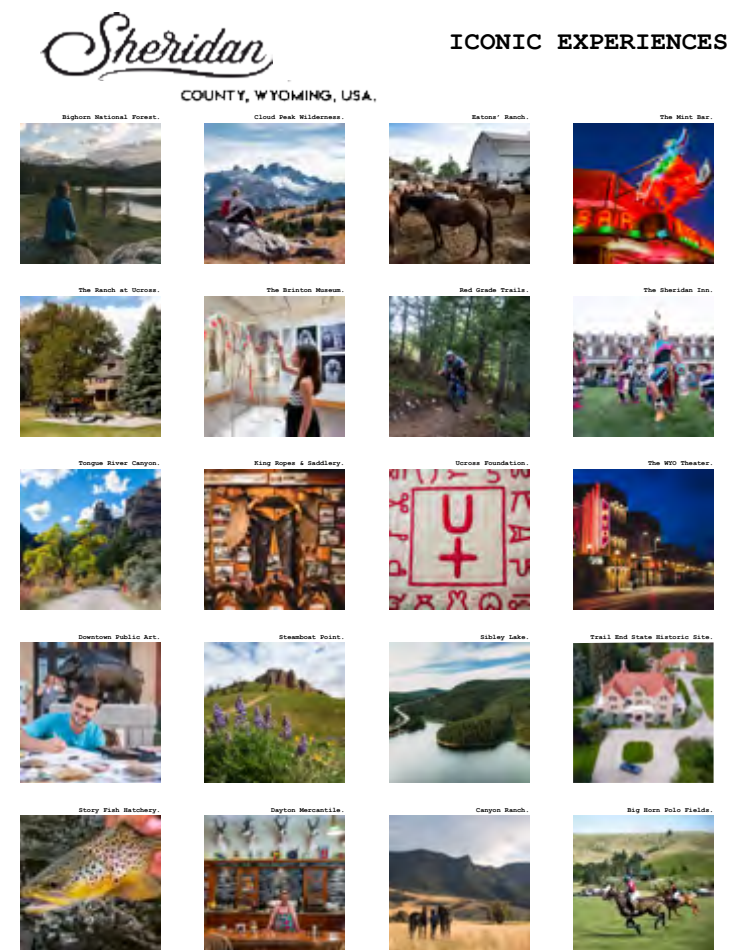 Sheridan
COUNTY, WYOMING, USA.
ICONIC EXPERIENCES
Bighorn National Forest.
Cloud Peak Wilderness.
Eatons' Ranch.
The Mint Bar.
BAR
The Ranch at Ucross.
The Brinton Museum.
Red Grade Trails.
The Sheridan Inn.
Tongue River Canyon.
King Ropes & Saddlery.
Ucross Foundation.
The WYO Theater.
U
Downtown Public Art.
Steamboat Point.
Sibley Lake.
Trail End State Historic Site.
Story Fish Hatchery.
Dayton Mercantile.
Canyon Ranch.
Big Horn Polo Fields.